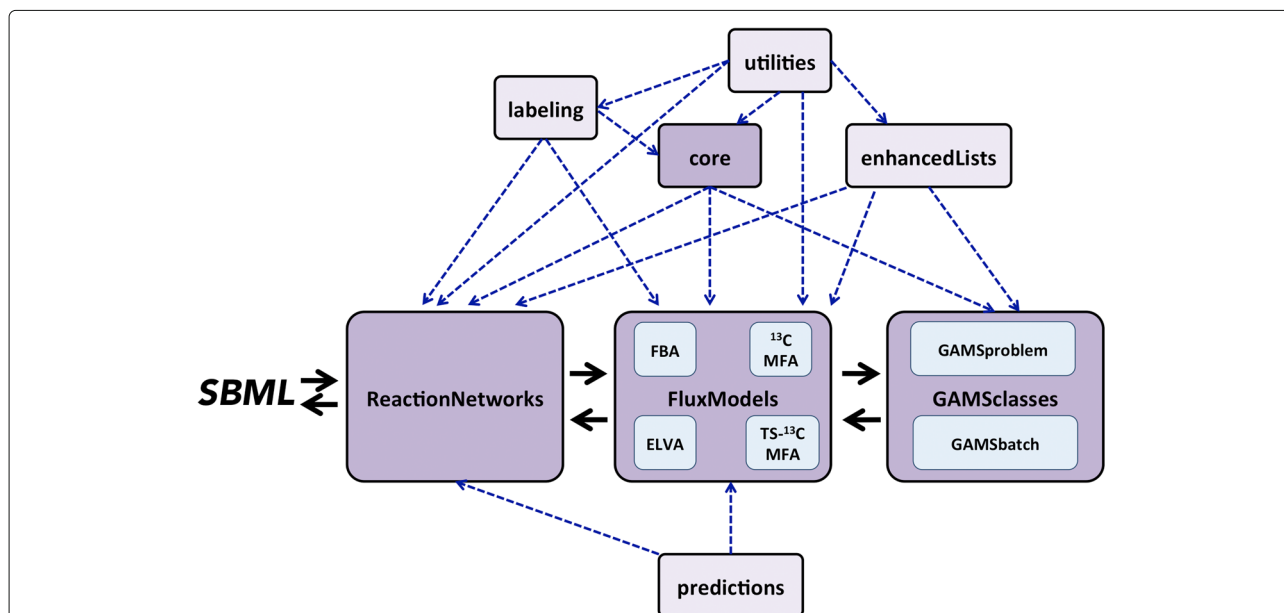 utilities
labeling
core
enhancedLists
SBML
ReactionNetworks
FBA
¹³C
MFA
FluxModels
ELVA
TS-¹³C
MFA
GAMSproblem
GAMSclasses
GAMSbatch
predictions